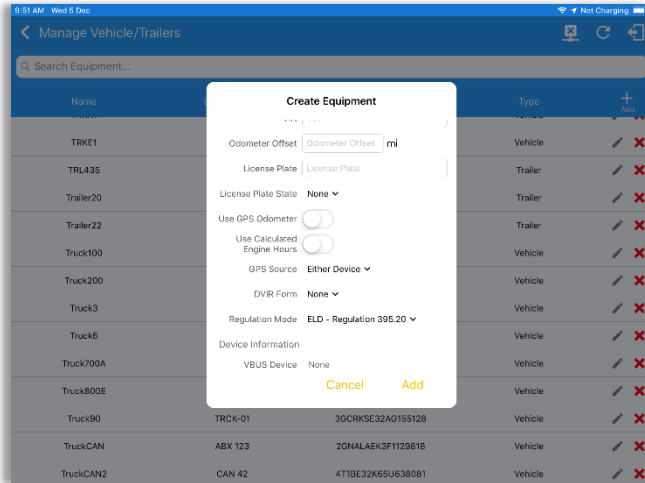 9:51 AM Wed 5 Dec Not Charging
Manage Vehicle/Trailers
Search Equipment...
Name Type Add
Create Equipment
Odometer Offset Odometer Offset mi
License Plate License Plate
License Plate State None
Use GPS Odometer
Use Calculated
Engine Hours
GPS Source Either Device
DVIR Form None
Regulation Mode ELD - Regulation 395.20
Device Information
VBUS Device None
Cancel Add
TRKE1 Vehicle
TRL435 Trailer
Trailer20 Trailer
Trailer22 Trailer
Truck100 Vehicle
Truck200 Vehicle
Truck3 Vehicle
Truck6 Vehicle
Truck700A Vehicle
Truck800E Vehicle
Truck90 TRCK-01 3GCRKSE32AG155128 Vehicle
TruckCAN ABX 123 2GNALAEK3F1129818 Vehicle
TruckCAN2 CAN 42 4T1BE32K65U638081 Vehicle